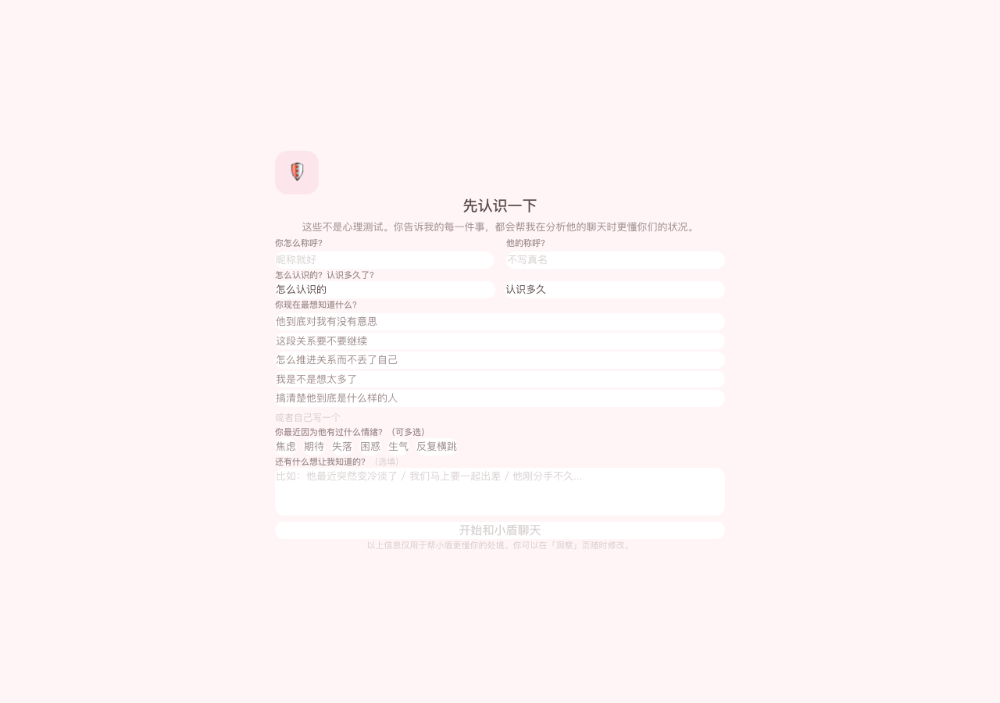 先认识一下
这些不是心理测试。你告诉我的每一件事，都会帮我在分析他的聊天时更懂你们的状况。
你怎么称呼？ 他的称呼？
昵称就好 不写真名
怎么认识的？认识多久了？
怎么认识的 认识多久
你现在最想知道什么？
他到底对我有没有意思
这段关系要不要继续
怎么推进关系而不丢了自己
我是不是想太多了
搞清楚他到底是什么样的人
或者自己写一个
你最近因为他有过什么情绪？（可多选）
焦虑 期待 失落 困惑 生气 反复横跳
还有什么想让我知道的？（选填）
比如：他最近突然变冷淡了 / 我们马上要一起出差 / 他刚分手不久...
开始和小盾聊天
以上信息仅用于帮小盾更懂你的处境。你可以在「洞察」页随时修改。